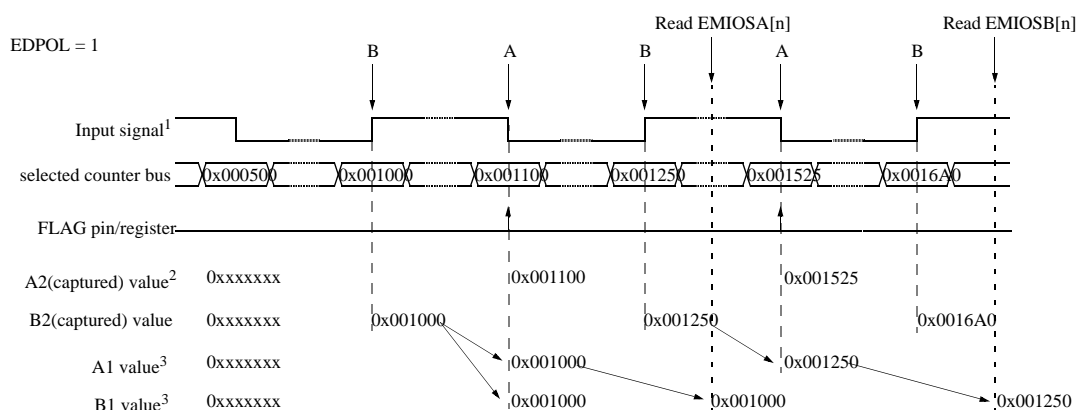 Read EMIOSA[n] Read EMIOSB[n]
EDPOL = 1
B A B A B
Input signal1
selected counter bus 0x000500 0x001000 0x001100 0x001250 0x001525 0x0016A0
FLAG pin/register
A2(captured) value2 0xxxxxxx 0x001100 0x001525
B2(captured) value 0xxxxxxx 0x001000 0x001250 0x0016A0
A1 value3 0xxxxxxx 0x001000 0x001250
B1 value3 0xxxxxxx 0x001000 0x001000 0x001250